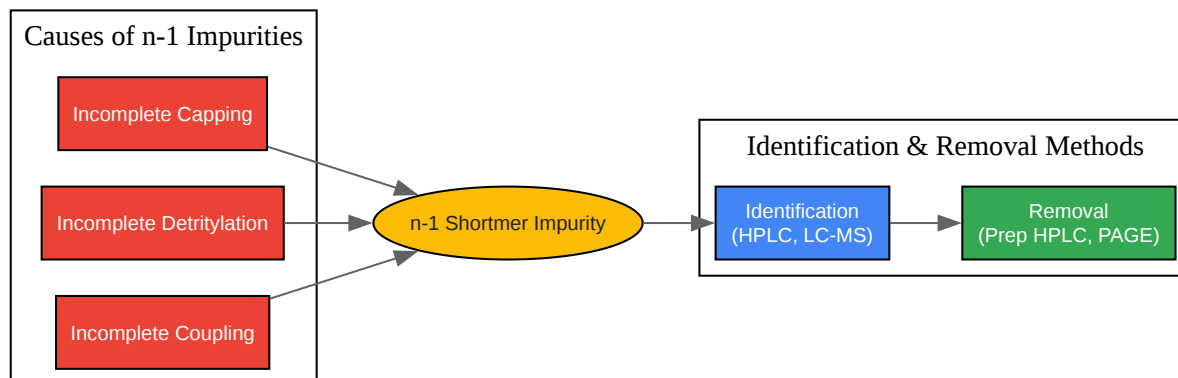 Causes of n-1 Impurities
Incomplete Capping
Incomplete Detritylation
Incomplete Coupling
n-1 Shortmer Impurity
Identification & Removal Methods
Identification
(HPLC, LC-MS)
Removal
(Prep HPLC, PAGE)